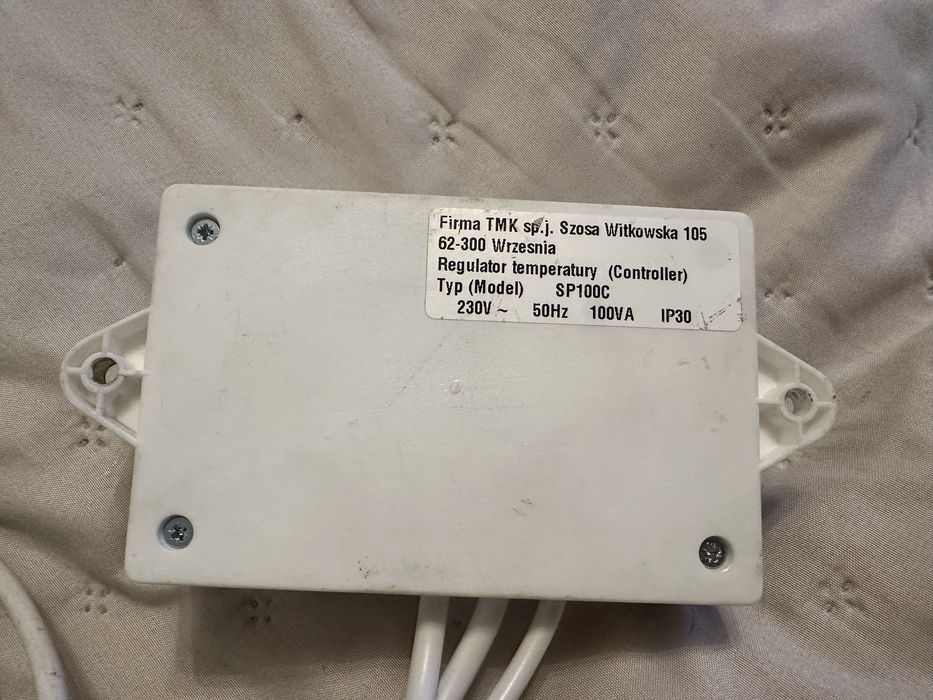 Firma TMK sp.j. Szosa Witkowska 105
62-300 Wrzesnia
Regulator temperatury (Controller)
Typ (Model) SP100C
230V ~ 50Hz 100VA IP30